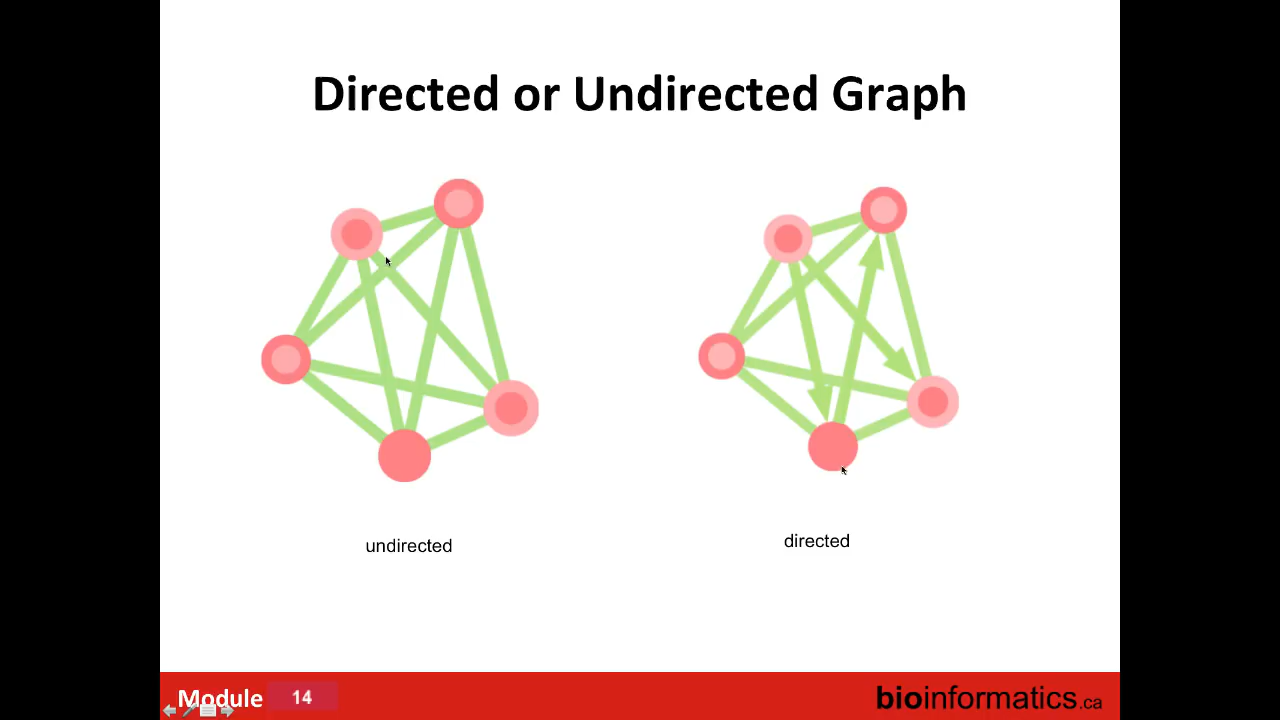 Directed or Undirected Graph
undirected
directed
Module 14
bioinformatics.ca